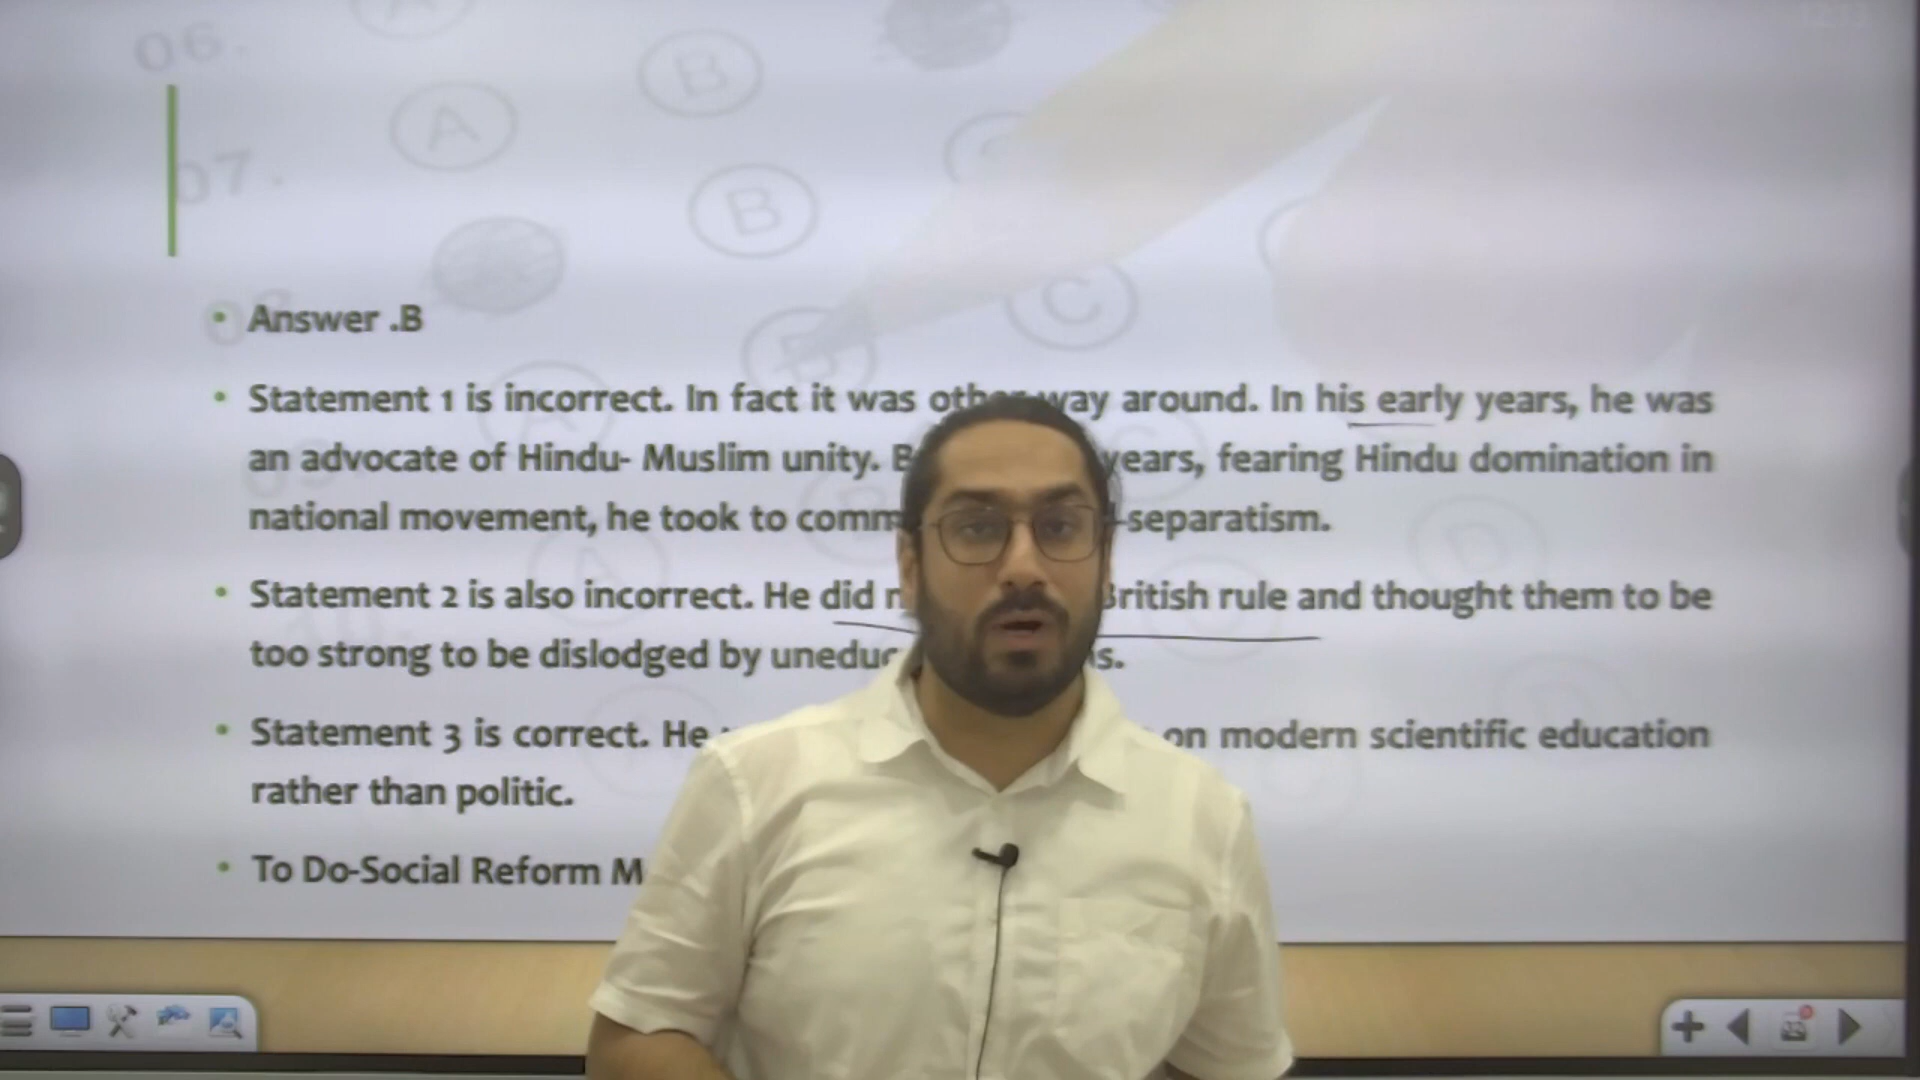 06.
A
B
A
07.
B
C
• Answer .B
• Statement 1 is incorrect. In fact it was other way around. In his early years, he was
an advocate of Hindu- Muslim unity. years, fearing Hindu domination in
national movement, he took to separatism.
• Statement 2 is also incorrect. He did British rule and thought them to be
too strong to be dislodged by
• Statement 3 is correct. He on modern scientific education
rather than politic.
• To Do-Social Reform